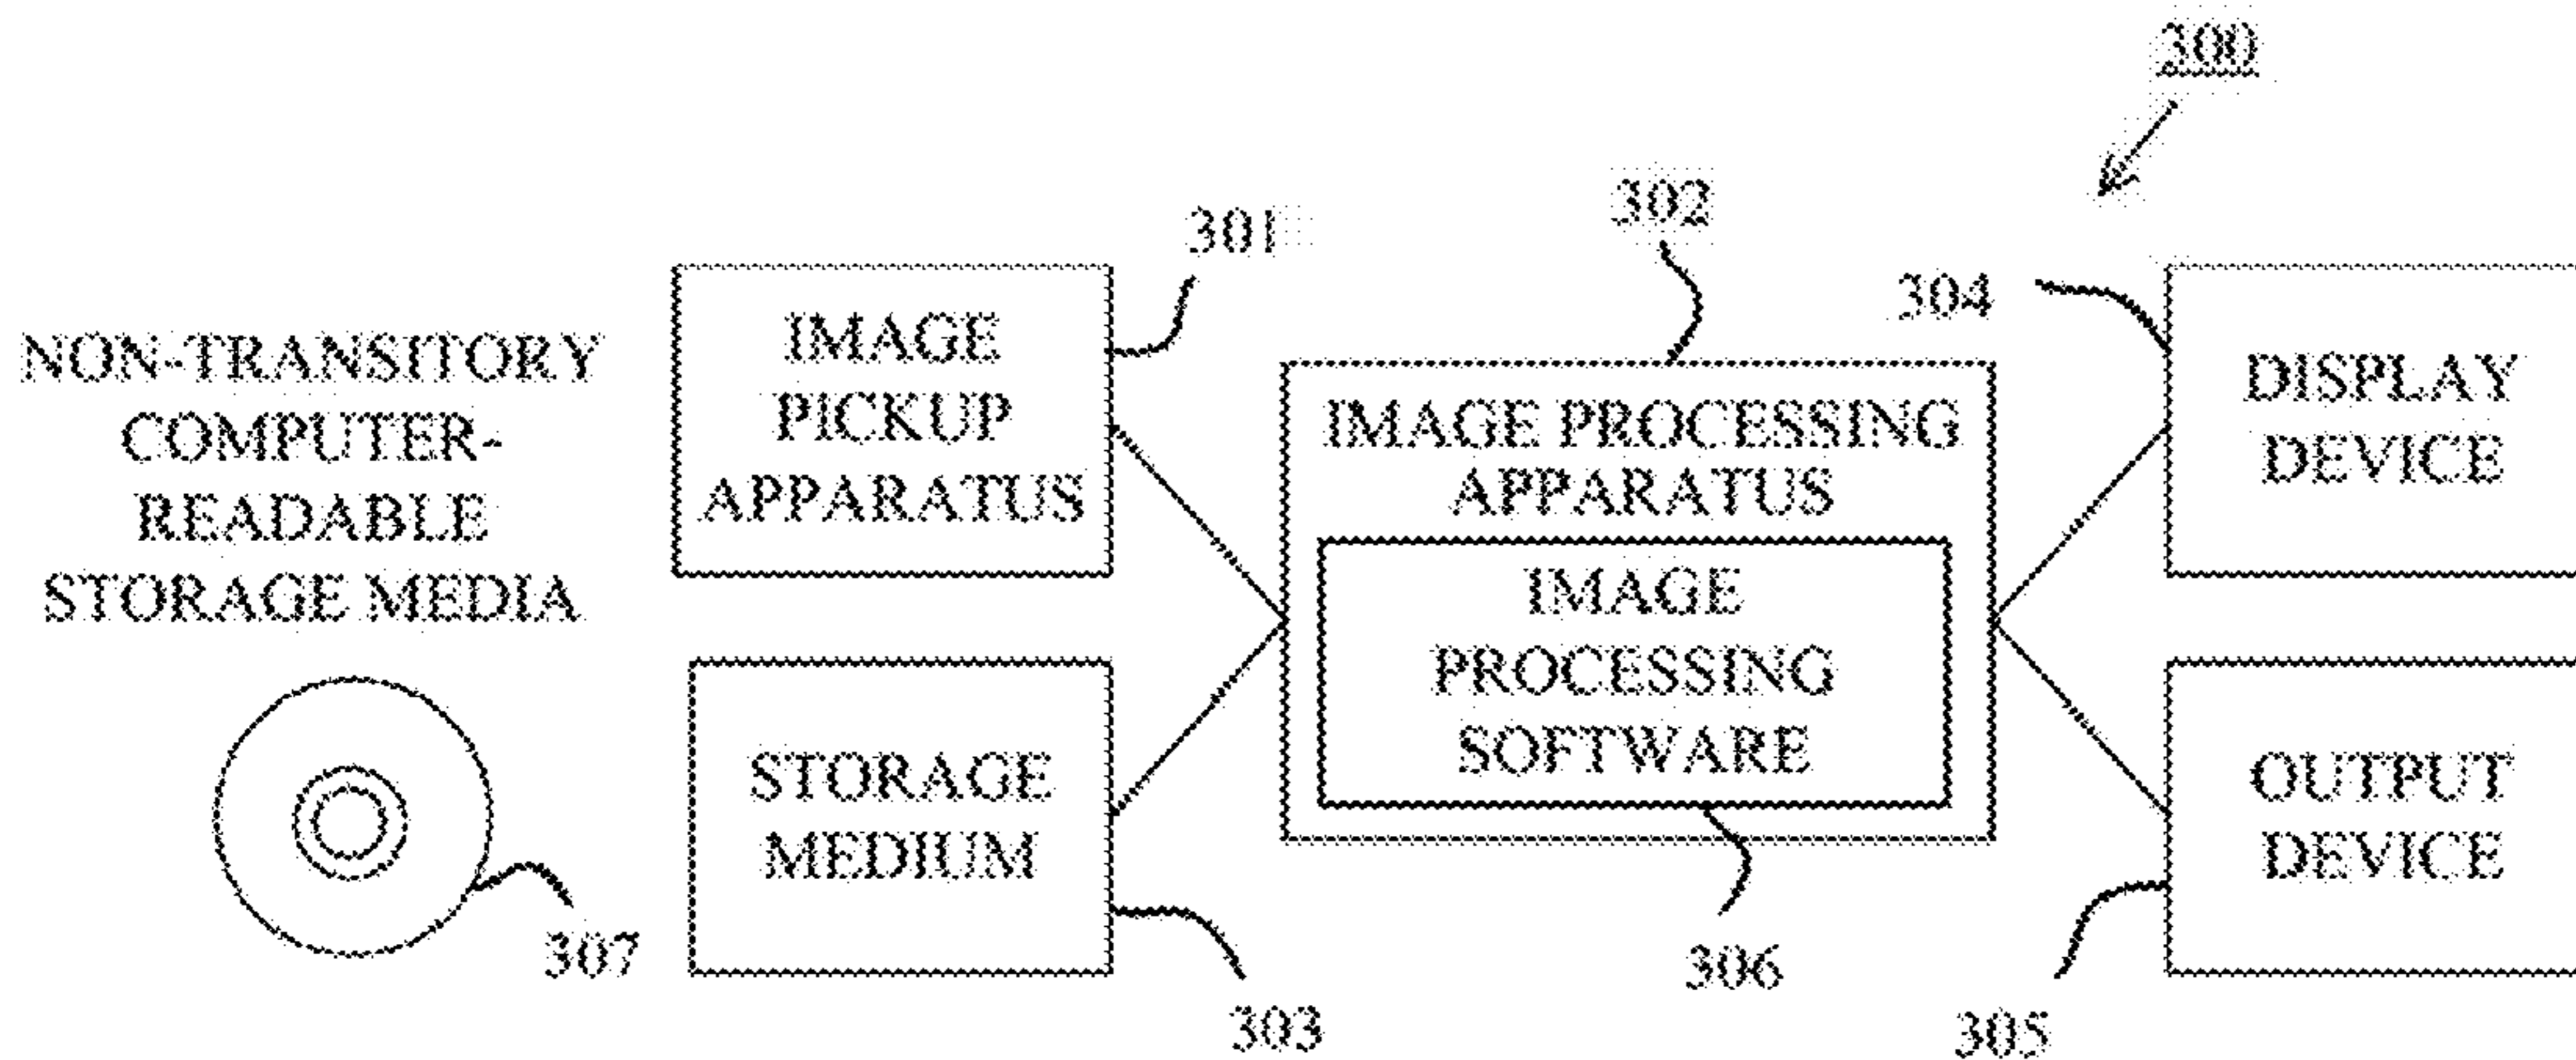 300
302
301
304
NON-TRANSITORY
COMPUTER-
READABLE
STORAGE MEDIA
IMAGE
PICKUP
APPARATUS
IMAGE PROCESSING
APPARATUS
IMAGE
PROCESSING
SOFTWARE
DISPLAY
DEVICE
STORAGE
MEDIUM
OUTPUT
DEVICE
307
306
303
305